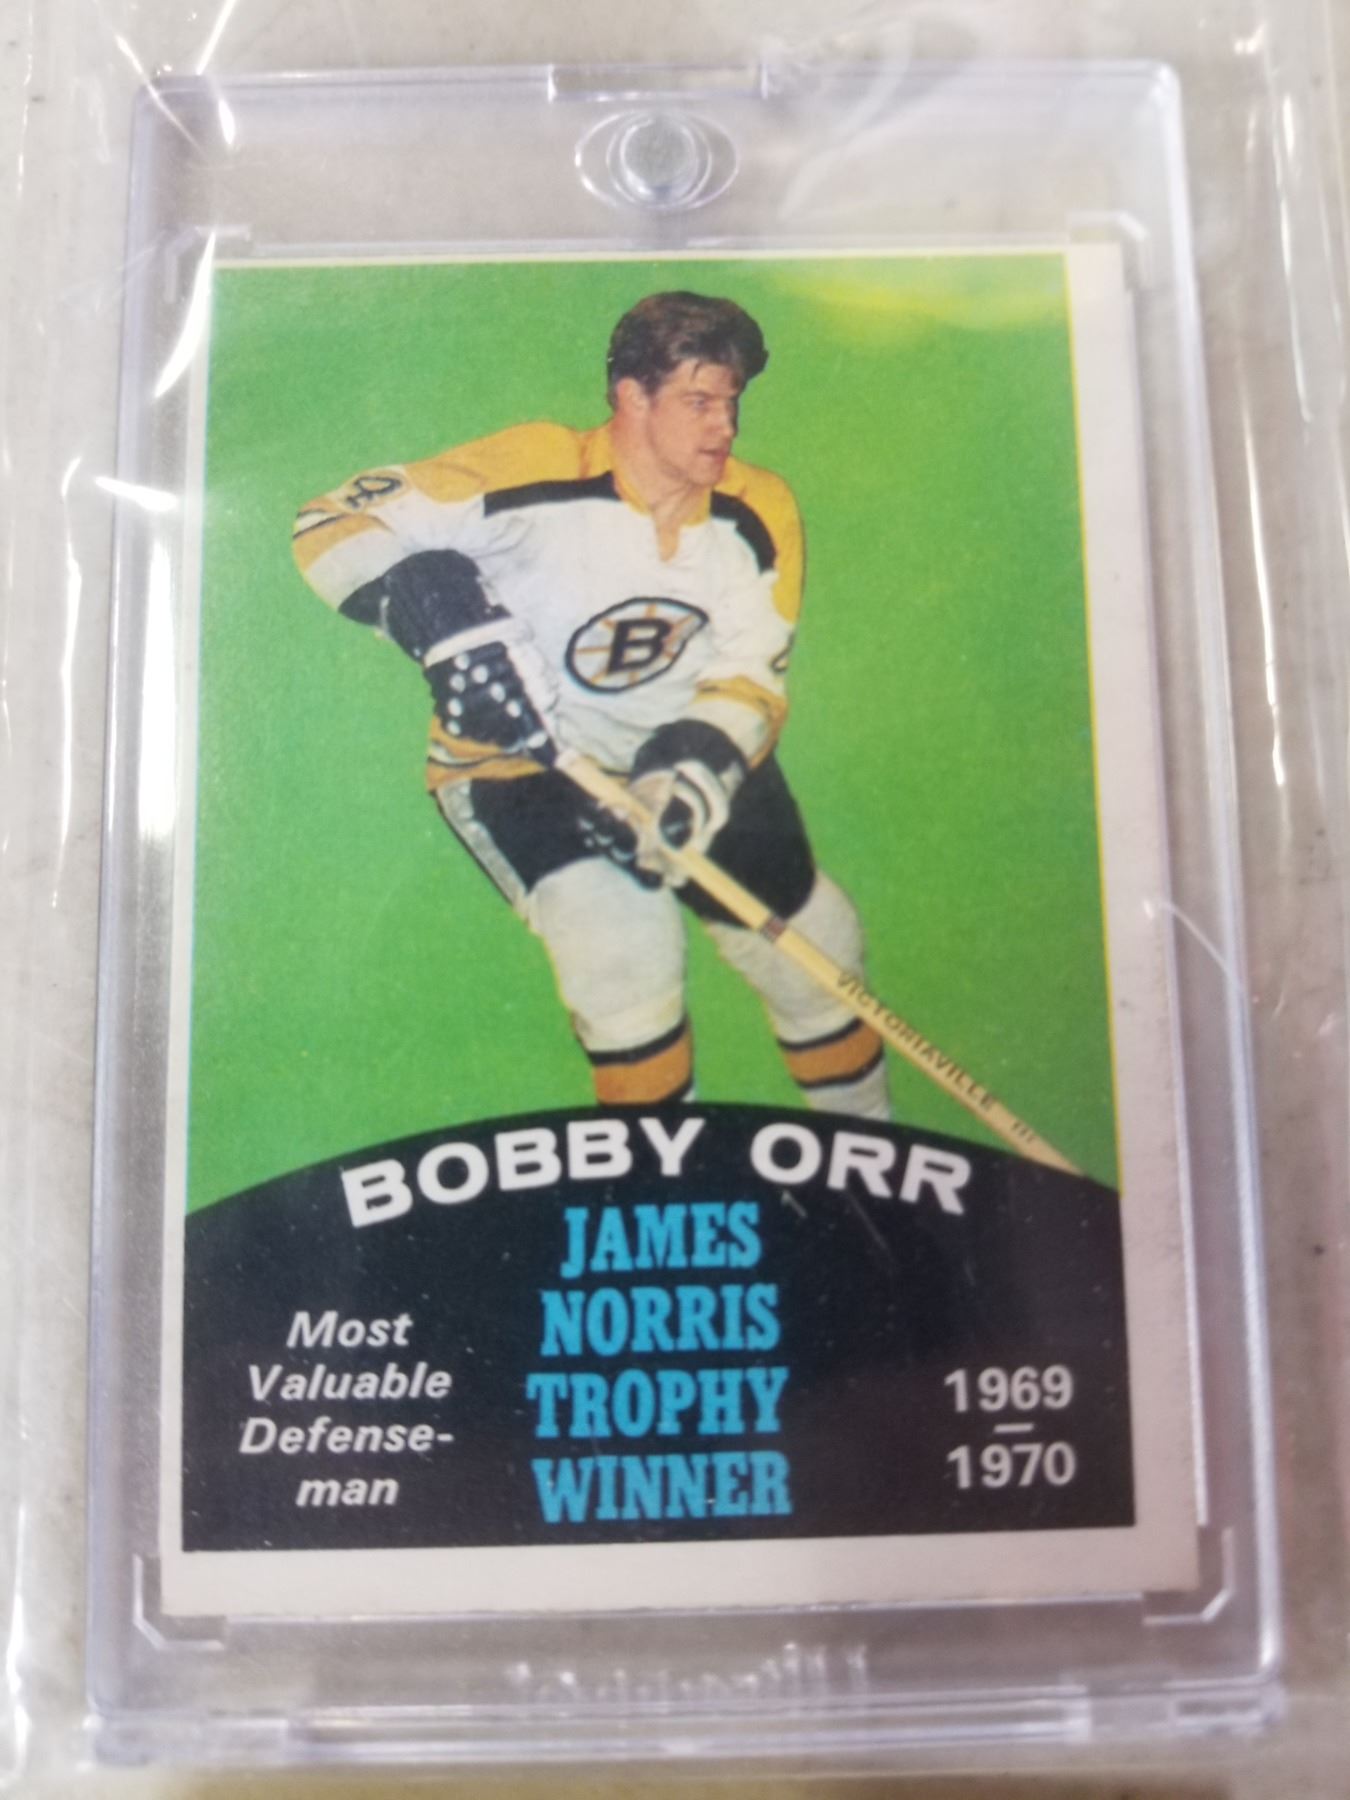 B
VICTORIAVILLE
BOBBY ORR
JAMES
NORRIS
TROPHY
WINNER
Most
Valuable
Defense-
man
1969
—
1970